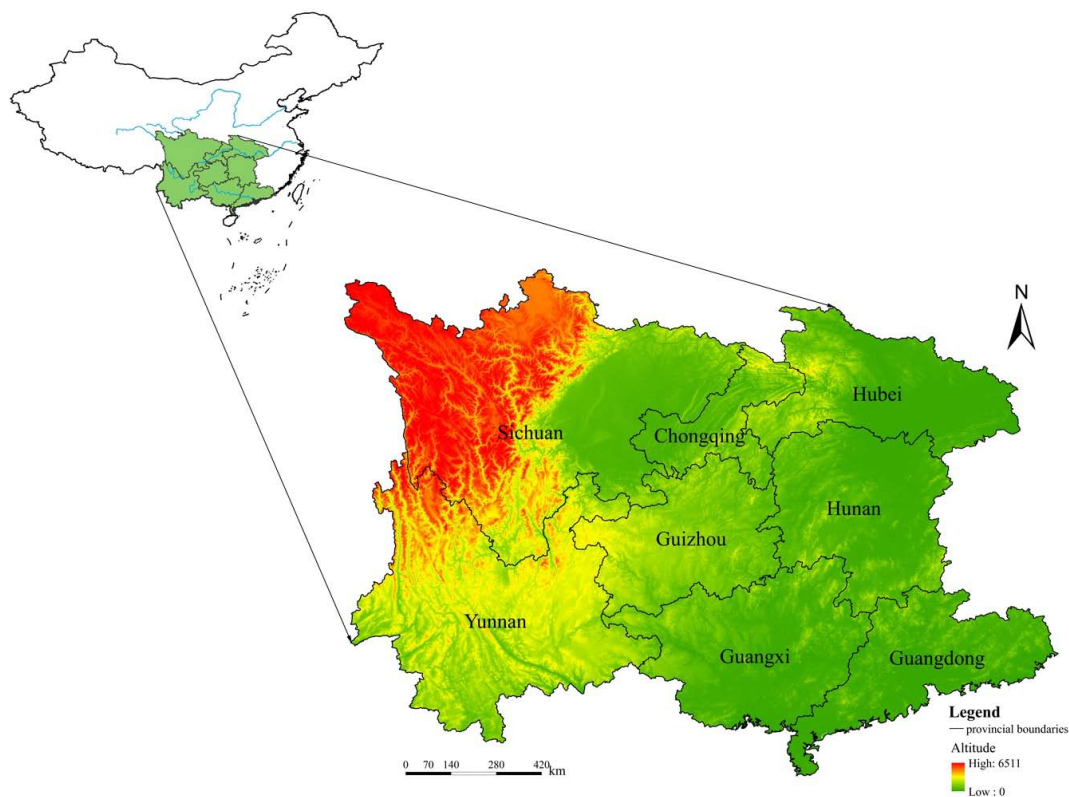 N
Hubei
Sichuan
Chongqing
Hunan
Guizhou
Yunnan
Guangxi
Guangdong
Legend
provincial boundaries
Altitude
High: 6511
Low : 0
0 70 140 280 420
km